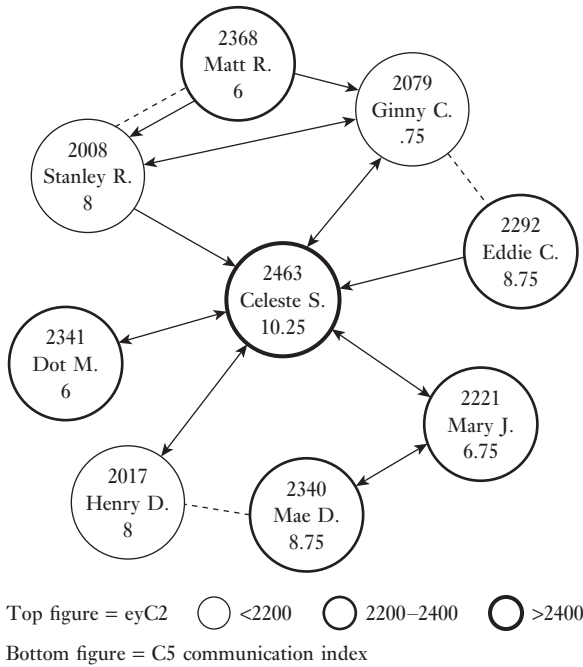 2368
Matt R.
6
2079
Ginny C.
.75
2008
Stanley R.
8
2292
Eddie C.
8.75
2463
Celeste S.
10.25
2341
Dot M.
6
2221
Mary J.
6.75
2017
Henry D.
8
2340
Mae D.
8.75
Top figure = eyC2 <2200 2200–2400 >2400
Bottom figure = C5 communication index